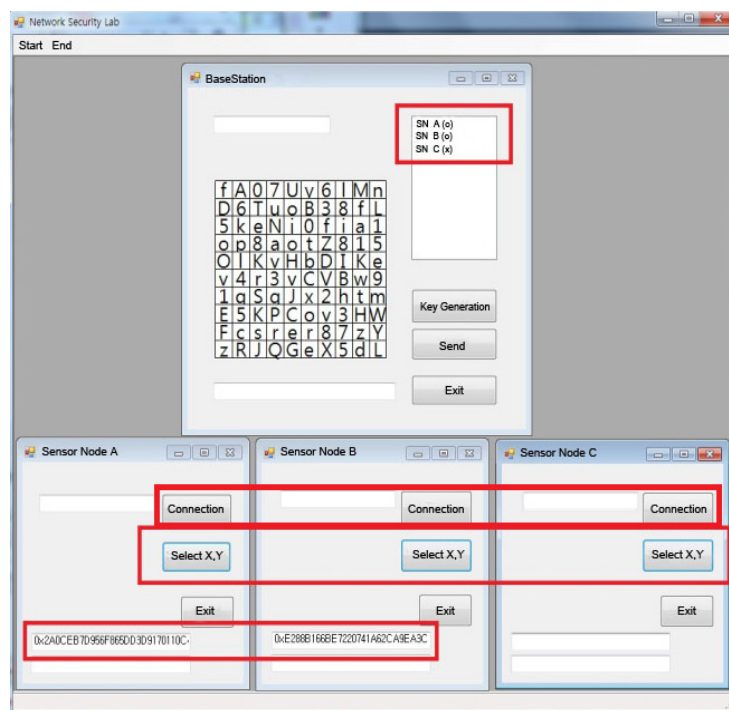 Network Security Lab
Start End
BaseStation
SN A (o)
SN B (o)
SN C (x)
f A 0 7 U v 6 I M n
D 6 T u o B 3 8 f L
5 k e N i 0 f i a 1
o p 8 a o t Z 8 1 5
O I K v H b D I K e
v 4 r 3 v C V B w 9
1 q S q J x 2 h t m
E 5 K P C o v 3 H W
F c s r e r 8 7 z Y
z R J Q G e X 5 d L
Key Generation
Send
Exit
Sensor Node A
Connection
Select X,Y
Exit
0x2A0CEB7D956F865DD3D9170110C
Sensor Node B
Connection
Select X,Y
Exit
0xE288B166BE7220741A62CA9EA3C
Sensor Node C
Connection
Select X,Y
Exit